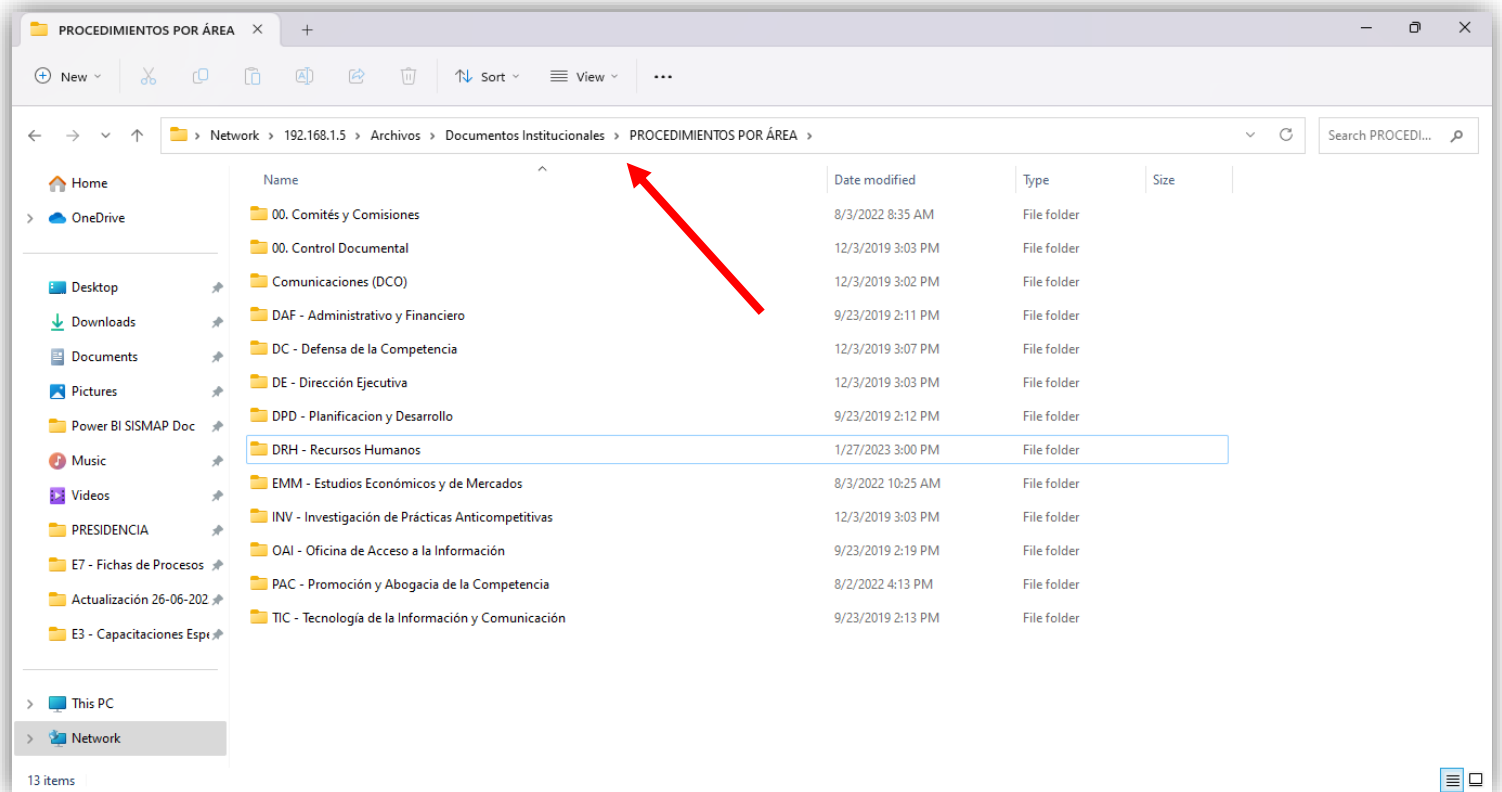 PROCEDIMIENTOS POR ÁREA
New
Sort
View
Network > 192.168.1.5 > Archivos > Documentos Institucionales > PROCEDIMIENTOS POR ÁREA >
Search PROCEDI...
Home
OneDrive
Desktop
Downloads
Documents
Pictures
Power BI SISMAP Doc
Music
Videos
PRESIDENCIA
E7 - Fichas de Procesos
Actualización 26-06-202
E3 - Capacitaciones Espe
This PC
Network
Name Date modified Type Size
00. Comités y Comisiones 8/3/2022 8:35 AM File folder
00. Control Documental 12/3/2019 3:03 PM File folder
Comunicaciones (DCO) 12/3/2019 3:02 PM File folder
DAF - Administrativo y Financiero 9/23/2019 2:11 PM File folder
DC - Defensa de la Competencia 12/3/2019 3:07 PM File folder
DE - Dirección Ejecutiva 12/3/2019 3:03 PM File folder
DPD - Planificacion y Desarrollo 9/23/2019 2:12 PM File folder
DRH - Recursos Humanos 1/27/2023 3:00 PM File folder
EMM - Estudios Económicos y de Mercados 8/3/2022 10:25 AM File folder
INV - Investigación de Prácticas Anticompetitivas 12/3/2019 3:03 PM File folder
OAI - Oficina de Acceso a la Información 9/23/2019 2:19 PM File folder
PAC - Promoción y Abogacia de la Competencia 8/2/2022 4:13 PM File folder
TIC - Tecnología de la Información y Comunicación 9/23/2019 2:13 PM File folder
13 items